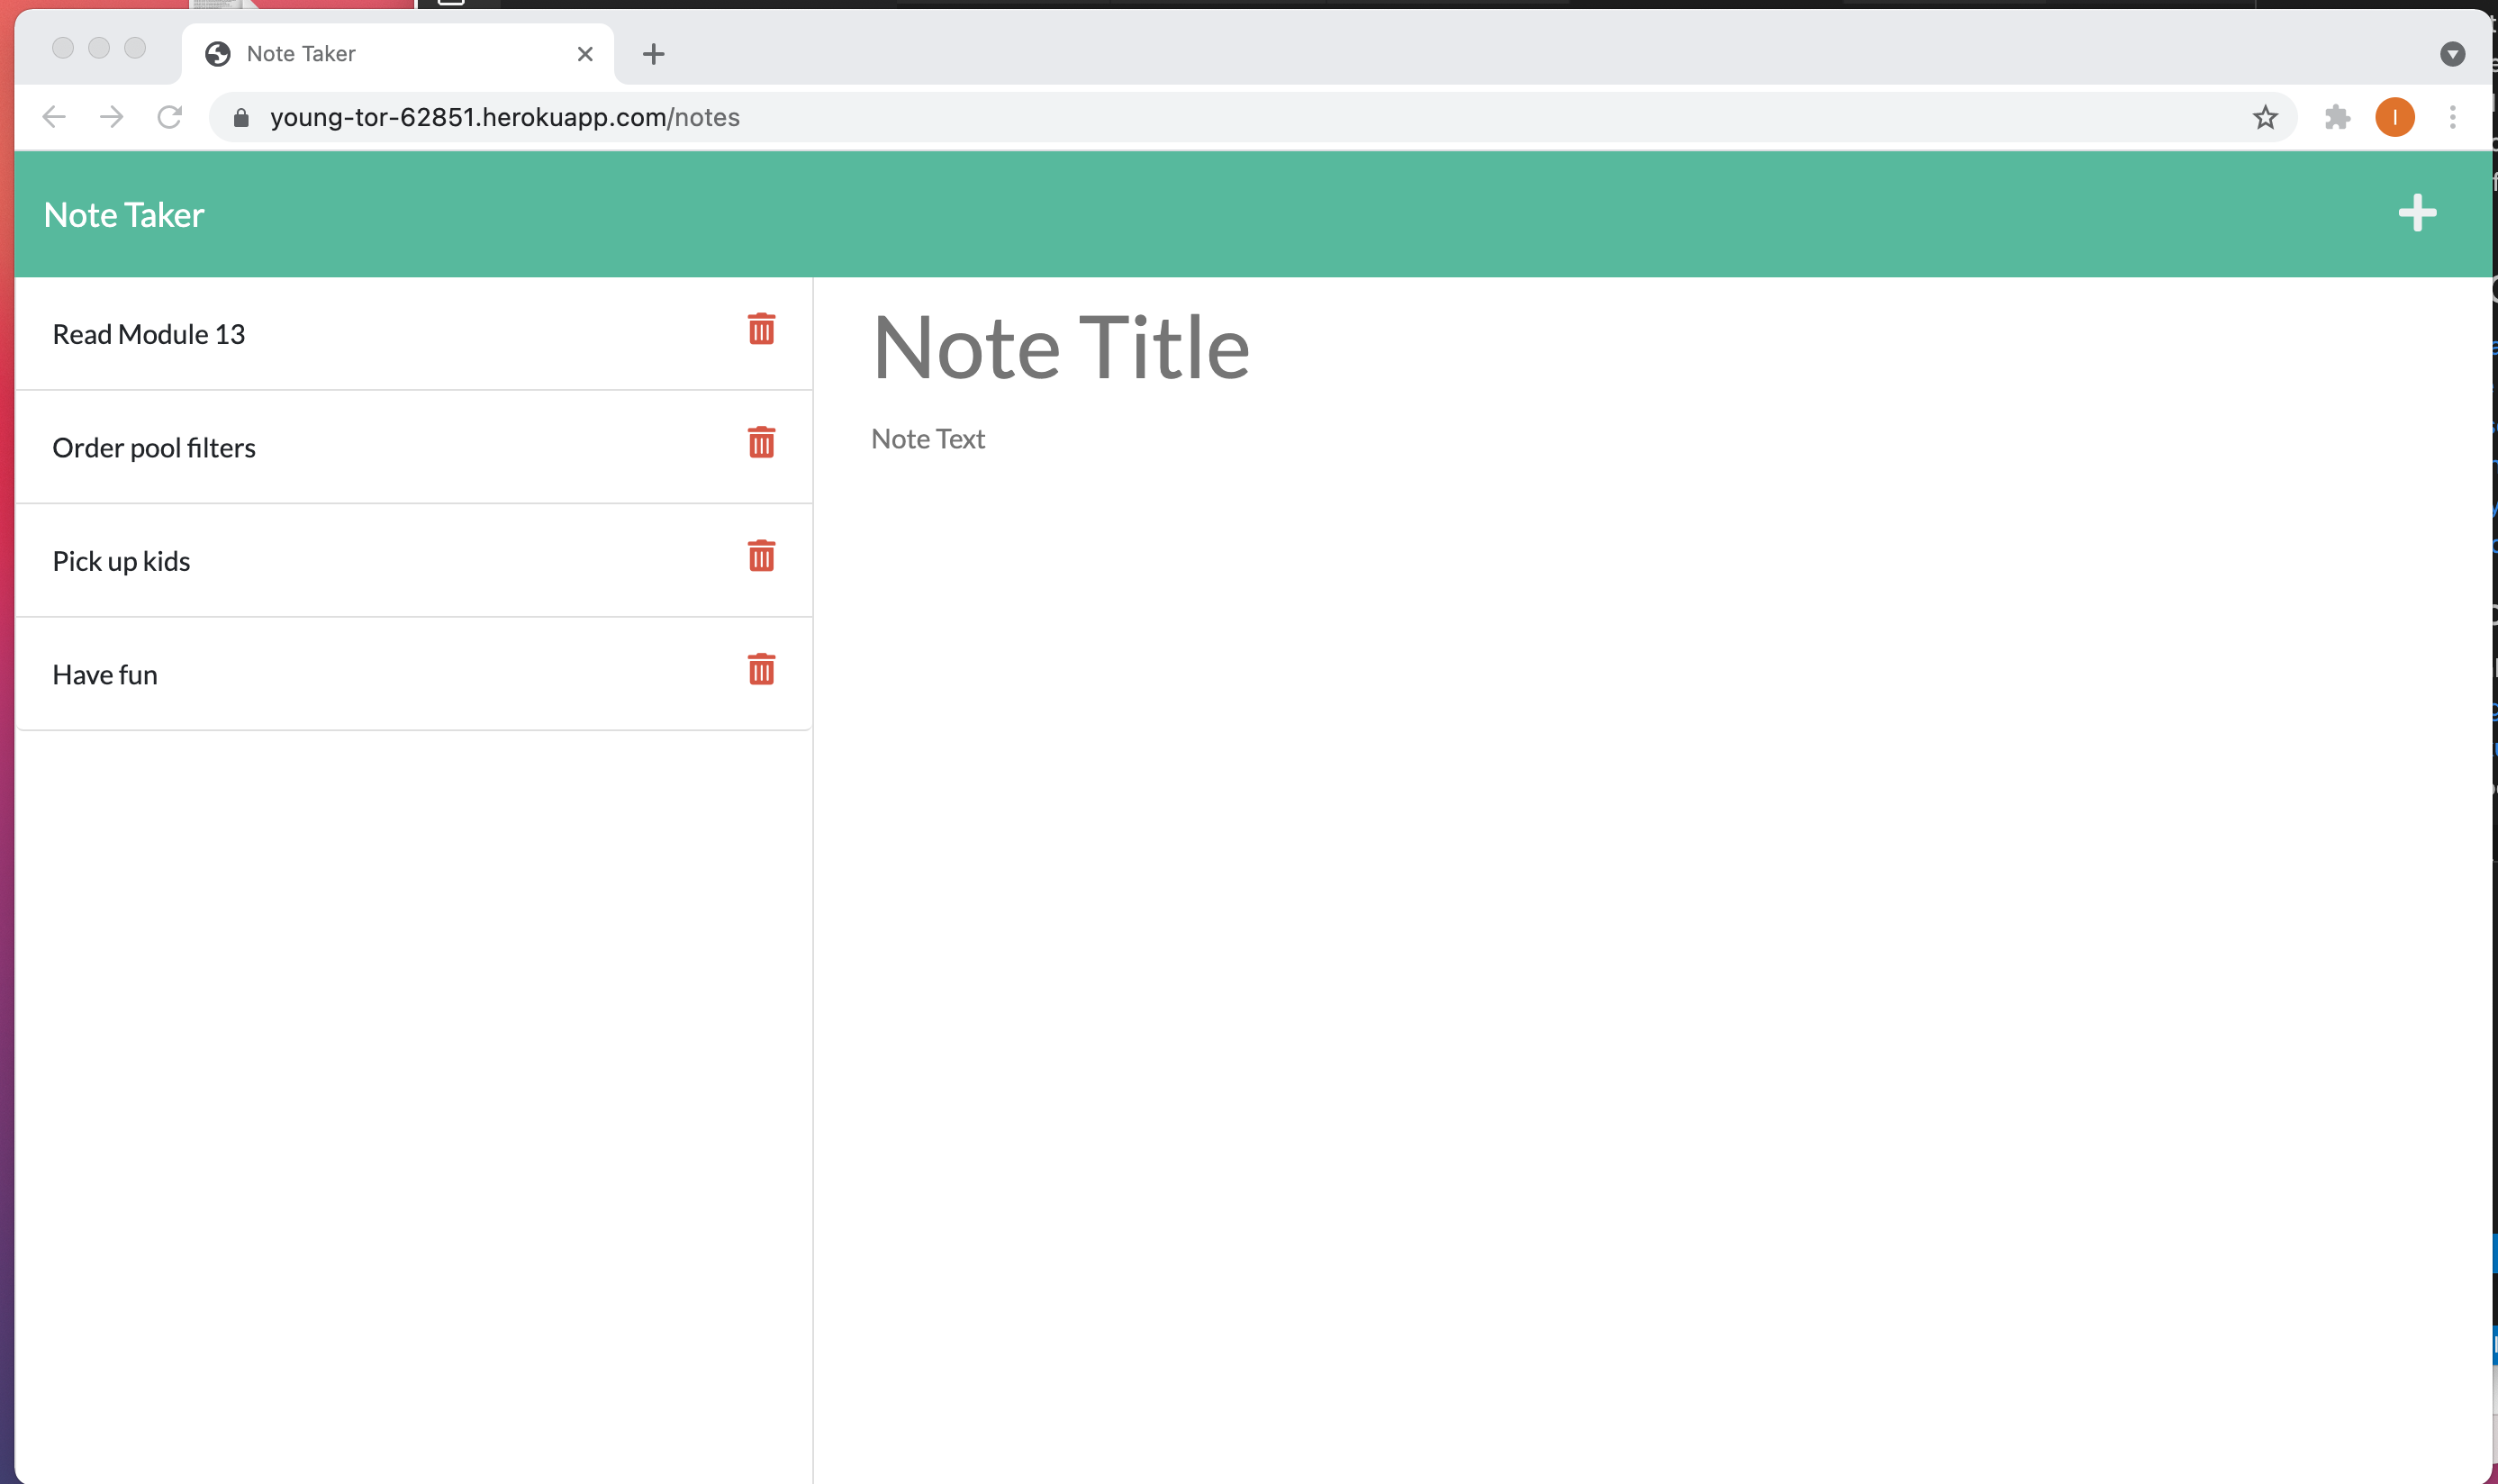 Note Taker
young-tor-62851.herokuapp.com/notes
I
Note Taker
Read Module 13
Order pool filters
Pick up kids
Have fun
Note Title
Note Text